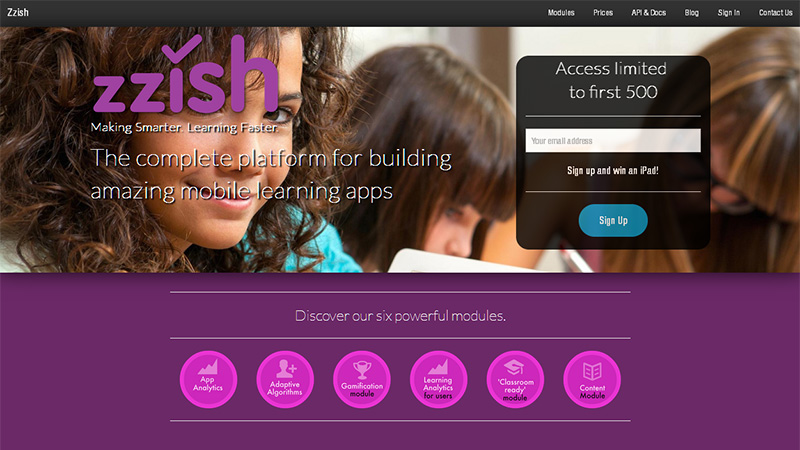 Zzish
Modules Prices API & Docs Blog Sign In Contact Us
zzish
Making Smarter. Learning Faster
The complete platform for building
amazing mobile learning apps
Access limited
to first 500
Your email address
Sign up and win an iPad!
Sign Up
Discover our six powerful modules.
App
Analytics
Adaptive
Algorithms
Gamification
module
Learning
Analytics
for users
'Classroom
ready'
module
Content
Module